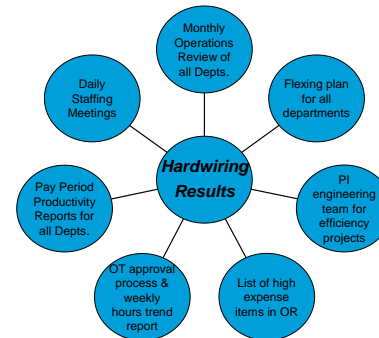 Monthly
Operations
Review of
all Depts.
Daily
Staffing
Meetings
Flexing plan
for all
departments
Hardwiring
Results
Pay Period
Productivity
Reports for
all Depts.
PI
engineering
team for
efficiency
projects
OT approval
process &
weekly
hours trend
report
List of high
expense
items in OR